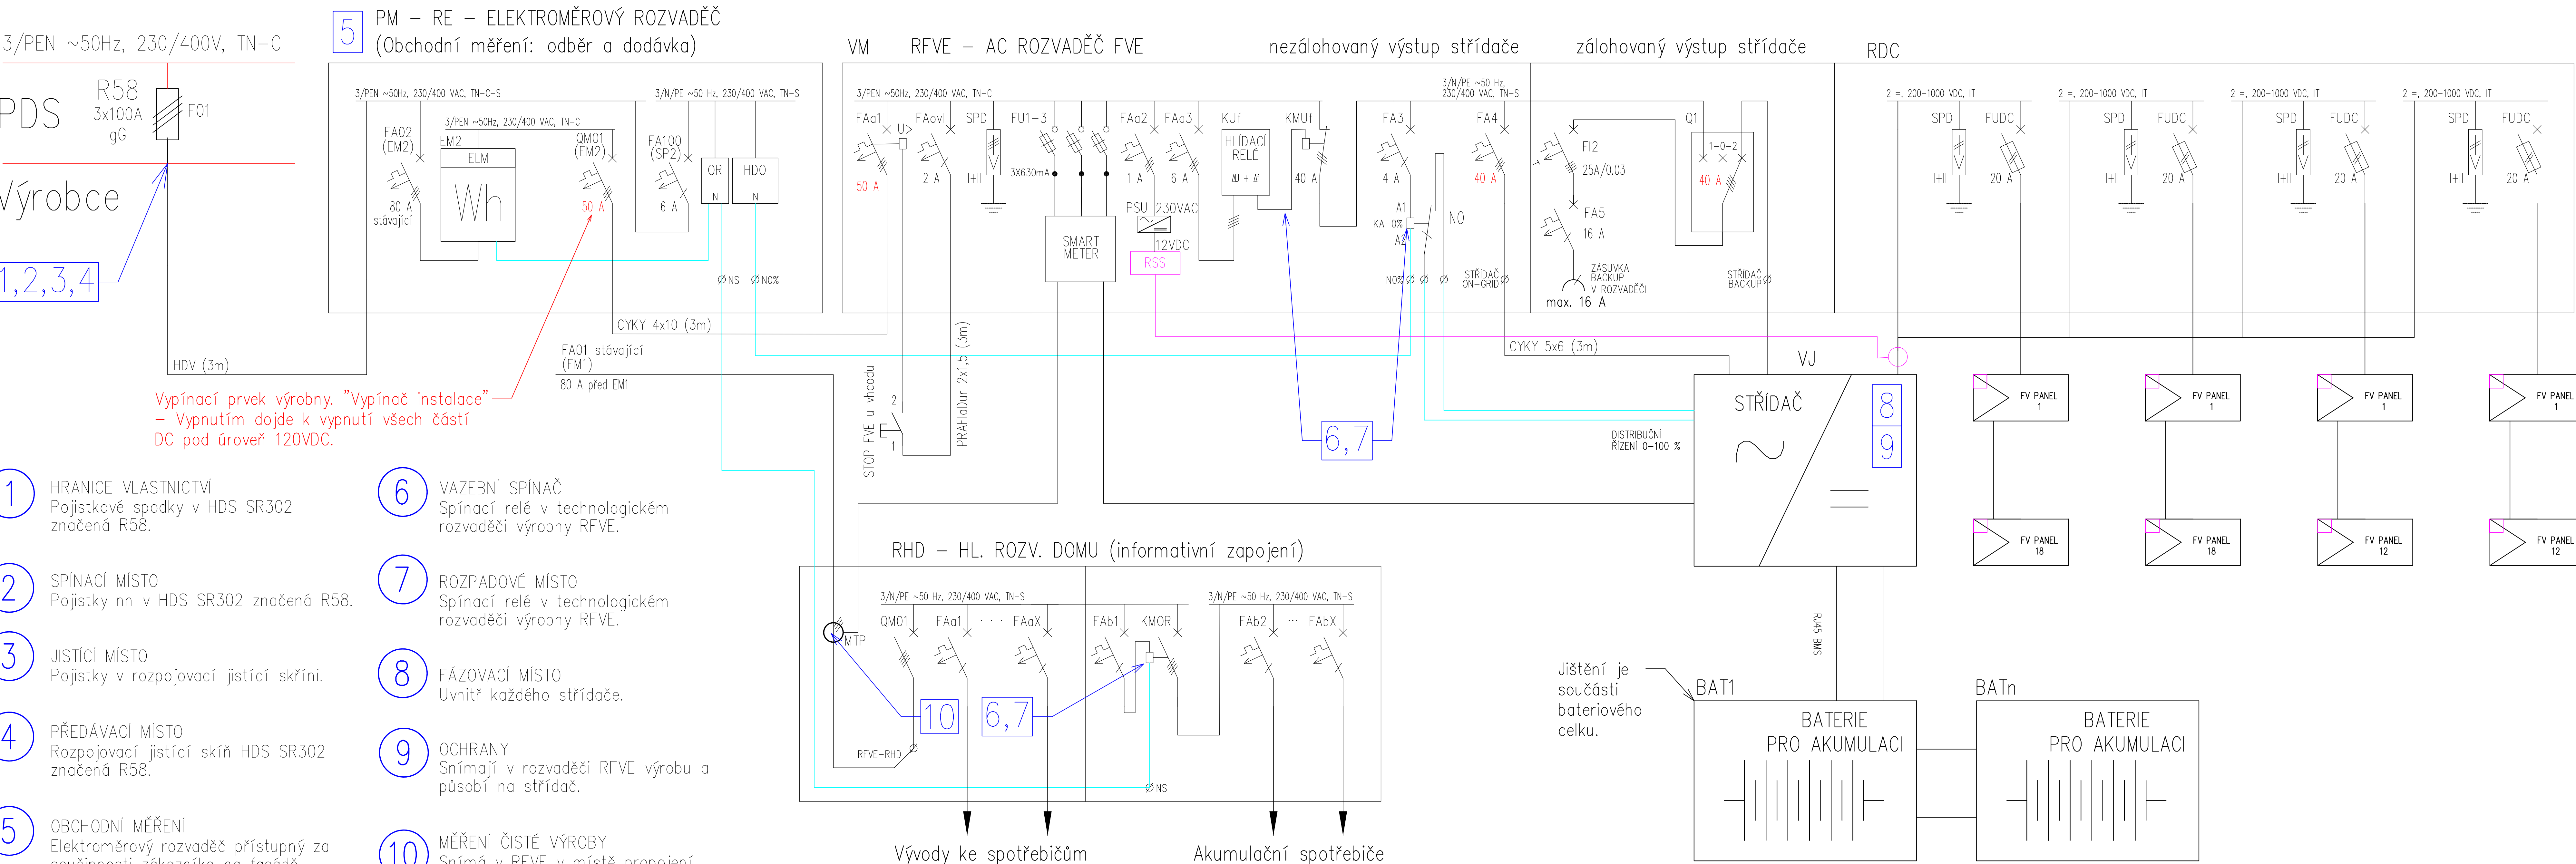 3/PEN ~50Hz, 230/400V, TN-C
PDS
R58
3x100A
gG
F01
Výrobce
1,2,3,4
HDV (3m)
5
PM – RE – ELEKTROMĚROVÝ ROZVADĚČ
(Obchodní měření: odběr a dodávka)
3/PEN ~50Hz, 230/400 VAC, TN-C-S
3/N/PE ~50 Hz, 230/400 VAC, TN-S
3/PEN ~50Hz, 230/400 VAC, TN-C
FA02
(EM2)
80 A
stávající
EM2
ELM
Wh
QM01
(EM2)
50 A
FA100
(SP2)
6 A
OR
N
HDO
N
NS
NO%
CYKY 4x10 (3m)
FA01 stávající
(EM1)
80 A před EM1
Vypínací prvek výrobny. "Vypínač instalace"
– Vypnutím dojde k vypnutí všech částí
DC pod úroveň 120VDC.
VM
RFVE – AC ROZVADĚČ FVE
nezálohovaný výstup střídače
zálohovaný výstup střídače
RDC
3/PEN ~50Hz, 230/400 VAC, TN-C
3/N/PE ~50 Hz,
230/400 VAC, TN-S
FAa1
U>
50 A
FAovl
2 A
SPD
I+II
FU1-3
3X630mA
SMART
METER
FAa2
1 A
FAa3
6 A
PSU
230VAC
12VDC
RSS
KUf
HLÍDACÍ
RELÉ
ΔU + Δf
KMUf
40 A
FA3
4 A
A1
KA-0%
A2
NO
NO%
FA4
40 A
STŘÍDAČ
ON-GRID
FI2
25A/0.03
FA5
16 A
ZÁSUVKA
BACKUP
V ROZVADĚČI
max. 16 A
Q1
1-0-2
40 A
STŘÍDAČ
BACKUP
2 =, 200-1000 VDC, IT
SPD
FUDC
I+II
20 A
2 =, 200-1000 VDC, IT
SPD
FUDC
I+II
20 A
2 =, 200-1000 VDC, IT
SPD
FUDC
I+II
20 A
2 =, 200-1000 VDC, IT
SPD
FUDC
I+II
20 A
STOP FVE u vhcodu
2
1
PRAFlaDur 2x1,5 (3m)
6,7
CYKY 5x6 (3m)
VJ
STŘÍDAČ
8
9
DISTRIBUČNÍ
ŘÍZENÍ 0-100 %
FV PANEL
1
FV PANEL
1
FV PANEL
1
FV PANEL
1
FV PANEL
18
FV PANEL
18
FV PANEL
12
FV PANEL
12
RJ45 BMS
Jištění je
součásti
bateriového
celku.
BAT1
BATERIE
PRO AKUMULACI
BATn
BATERIE
PRO AKUMULACI
RHD – HL. ROZV. DOMU (informativní zapojení)
3/N/PE ~50 Hz, 230/400 VAC, TN-S
3/N/PE ~50 Hz, 230/400 VAC, TN-S
MTP
QM01
FAa1
· · ·
FAaX
FAb1
KMOR
FAb2
...
FAbX
10
6,7
RFVE-RHD
NS
Vývody ke spotřebičům
Akumulační spotřebiče
1
HRANICE VLASTNICTVÍ
Pojistkové spodky v HDS SR302
značená R58.
2
SPÍNACÍ MÍSTO
Pojistky nn v HDS SR302 značená R58.
3
JISTÍCÍ MÍSTO
Pojistky v rozpojovací jistící skříni.
4
PŘEDÁVACÍ MÍSTO
Rozpojovací jistící skíň HDS SR302
značená R58.
5
OBCHODNÍ MĚŘENÍ
Elektroměrový rozvaděč přístupný za
součinnosti zákazníka na fasádě
6
VAZEBNÍ SPÍNAČ
Spínací relé v technologickém
rozvaděči výrobny RFVE.
7
ROZPADOVÉ MÍSTO
Spínací relé v technologickém
rozvaděči výrobny RFVE.
8
FÁZOVACÍ MÍSTO
Uvnitř každého střídače.
9
OCHRANY
Snímají v rozvaděči RFVE výrobu a
působí na střídač.
10
MĚŘENÍ ČISTÉ VÝROBY
Snímá v RFVE v místě propojení